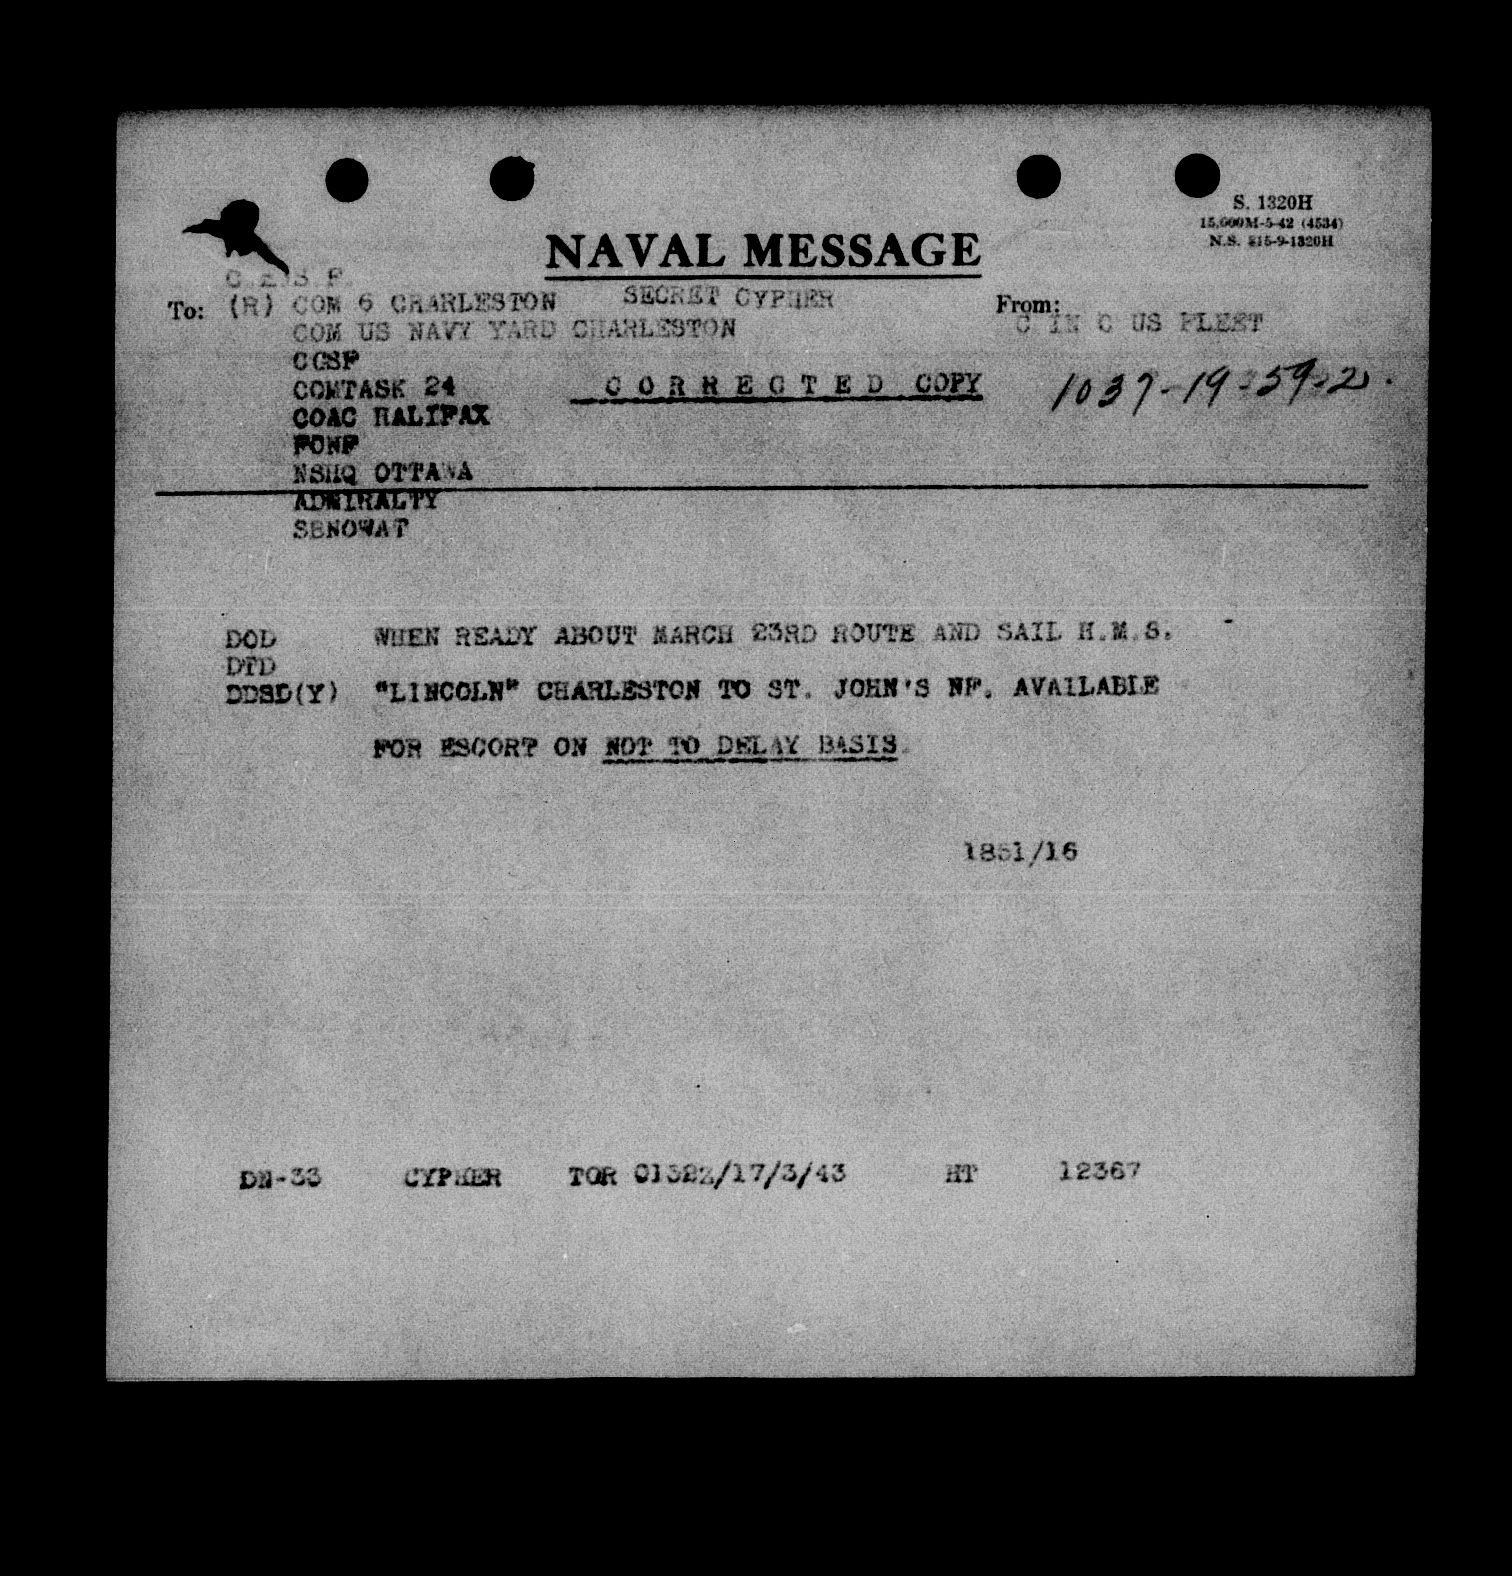 S. 1320H
15,000M-5-42 (4534)
N.S. 815-9-1320H
NAVAL MESSAGE
C.E.S.F.
To: (R) COM 6 CHARLESTON SECRET CYPHER From:
COM US NAVY YARD CHARLESTON C IN C US FLEET
CGSF
COMTASK 24 CORRECTED COPY 1037-19-59-2.
COAC HALIFAX
FONF
NSHQ OTTAWA
ADMIRALTY
SBNOWAT
DOD WHEN READY ABOUT MARCH 23RD ROUTE AND SAIL H.M.S.
DTD
DDSD(Y) "LINCOLN" CHARLESTON TO ST. JOHN'S NF. AVAILABLE
FOR ESCORT ON NOT TO DELAY BASIS.
1851/16
DN-33 CYPHER TOR 0132Z/17/3/43 HT 12367